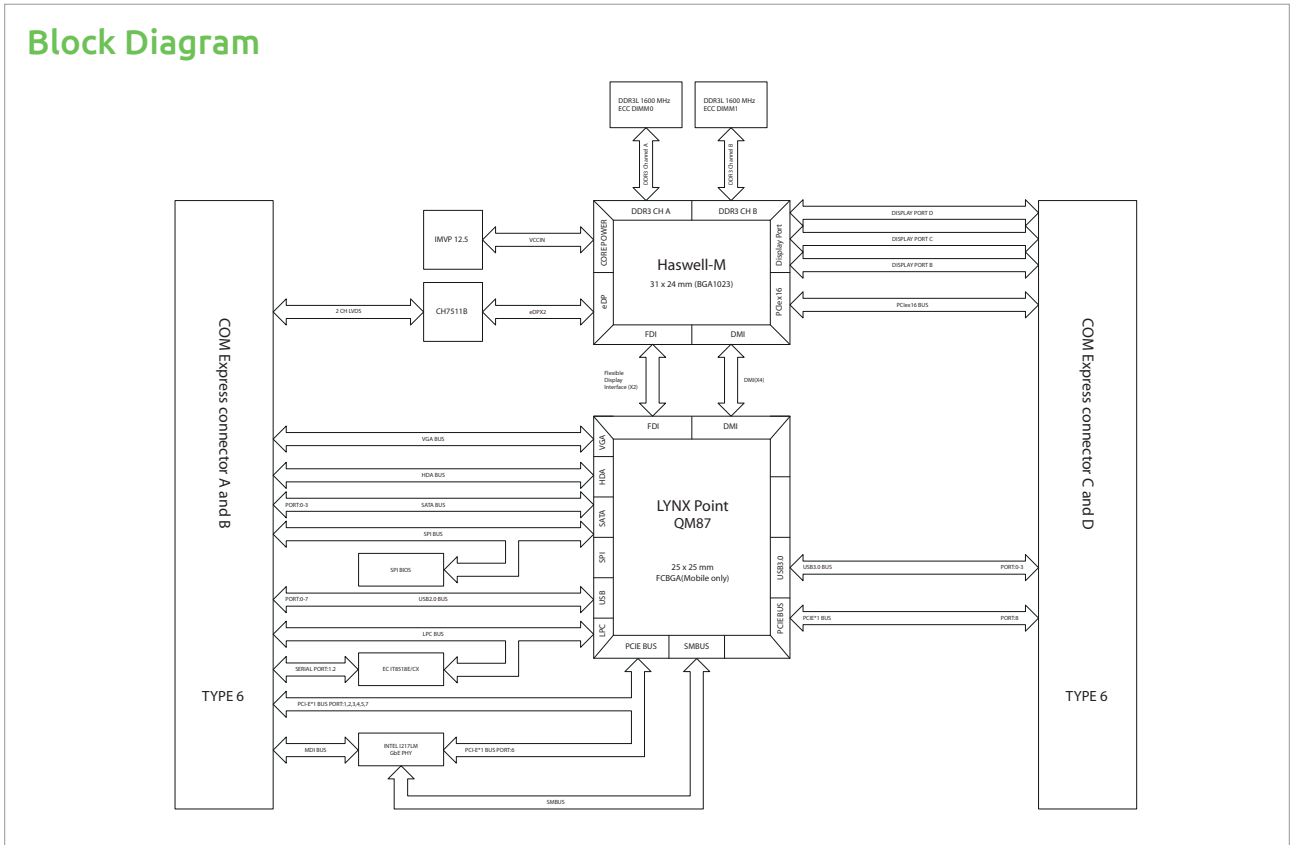 Block Diagram
DDR3L 1600 MHz
ECC DIMM0
DDR3L 1600 MHz
ECC DIMM1
DDR3 Channel A
DDR3 Channel B
DDR3 CH A
DDR3 CH B
IMVP 12.5
VCCIN
COREPOWER
Haswell-M
31 x 24 mm (BGA1023)
Display Port
DISPLAY PORT D
DISPLAY PORT C
DISPLAY PORT B
2 CH LVDS
CH7511B
eDPX2
eDP
PCIex16
PCIex16 BUS
FDI
DMI
Flexible
Display
Interface (X2)
DMI(X4)
COM Express connector A and B
COM Express connector C and D
FDI
DMI
VGA BUS
VGA
HDA BUS
HDA
PORT:0-3
SATA BUS
SATA
SPI BUS
SPI
SPI BIOS
LYNX Point
QM87
25 x 25 mm
FCBGA(Mobile only)
USB3.0
USB3.0 BUS
PORT:0-3
PORT:0-7
USB2.0 BUS
USB
PCIEBUS
PCIE*1 BUS
PORT:8
LPC BUS
LPC
PCIE BUS
SMBUS
SERIAL PORT:1.2
EC IT8518E/CX
TYPE 6
TYPE 6
PCI-E*1 BUS PORT:1,2,3,4,5,7
MDI BUS
INTEL I217LM
GbE PHY
PCI-E*1 BUS PORT:6
SMBUS